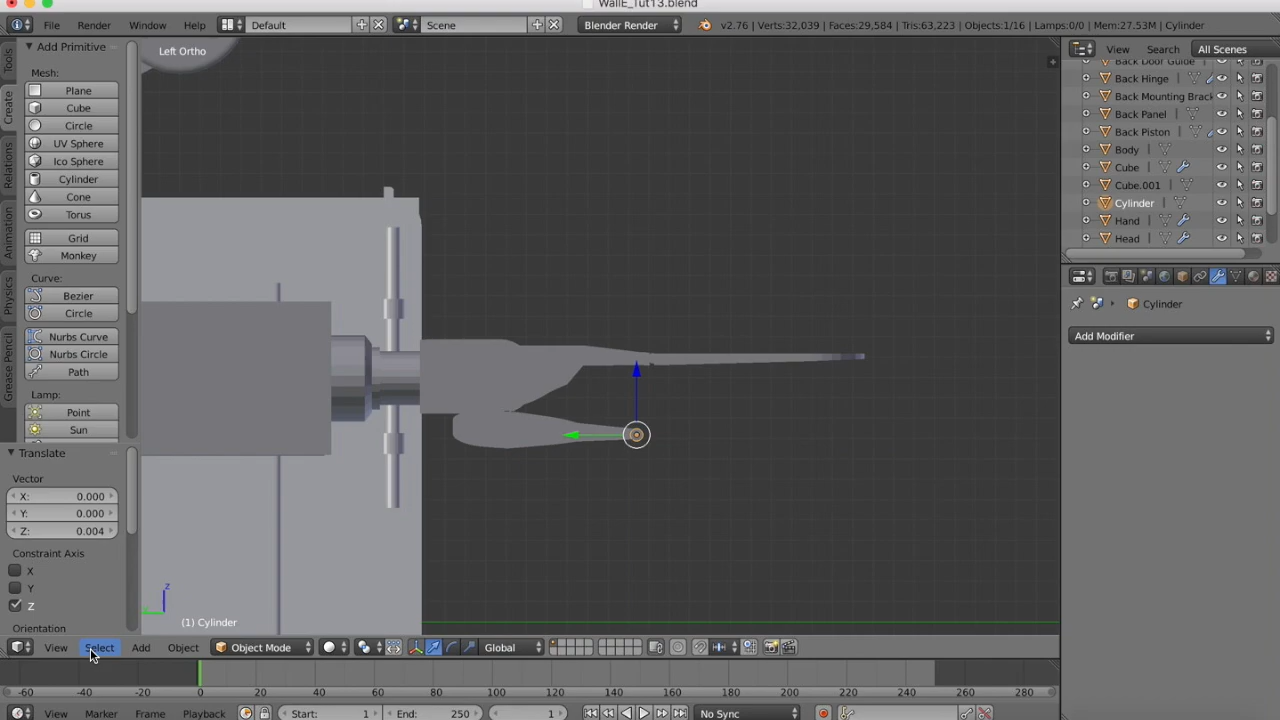 WallE_Tut13.blend
File Render Window Help Default Scene Blender Render v2.76 | Verts:32,039 | Faces:29,584 | Tris:63,223 | Objects:1/16 | Lamps:0/0 | Mem:27.53M | Cylinder
Tools
Create
Relations
Animation
Physics
Grease Pencil
Add Primitive
Mesh:
Plane
Cube
Circle
UV Sphere
Ico Sphere
Cylinder
Cone
Torus
Grid
Monkey
Curve:
Bezier
Circle
Nurbs Curve
Nurbs Circle
Path
Lamp:
Point
Sun
Translate
Vector
X: 0.000
Y: 0.000
Z: 0.004
Constraint Axis
X
Y
Z
Orientation
Left Ortho
z
(1) Cylinder
View Search All Scenes
Back Door Guide
Back Hinge
Back Mounting Brack
Back Panel
Back Piston
Body
Cube
Cube.001
Cylinder
Hand
Head
Cylinder
Add Modifier
View Select Add Object Object Mode Global
-60 -40 -20 0 20 40 60 80 100 120 140 160 180 200 220 240 260 280
View Marker Frame Playback Start: 1 End: 250 1 No Sync